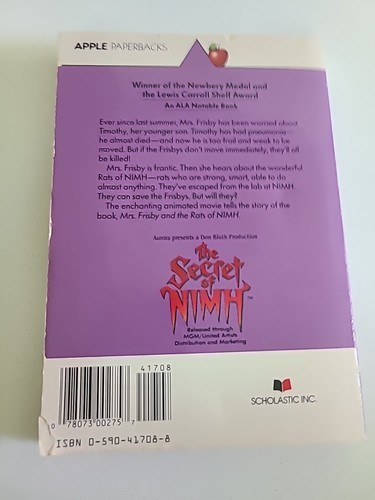 APPLE PAPERBACKS
Winner of the Newbery Medal and
the Lewis Carroll Shelf Award
An ALA Notable Book
Ever since last summer, Mrs. Frisby has been worried about
Timothy, her younger son. Timothy has had pneumonia—
he almost died—and now he is too frail and weak to be
moved. But if the Frisbys don't move immediately, they'll all
be killed!
Mrs. Frisby is frantic. Then she hears about the wonderful
Rats of NIMH—rats who are strong, smart, able to do
almost anything. They've escaped from the lab at NIMH.
They can save the Frisbys. But will they?
The enchanting animated movie tells the story of the
book, Mrs. Frisby and the Rats of NIMH.
Aurora presents a Don Bluth Production
The
Secret
of
NIMH™
Released through
MGM/United Artists
Distribution and Marketing
41708
0 78073 00275 7
ISBN 0-590-41708-8
SCHOLASTIC INC.